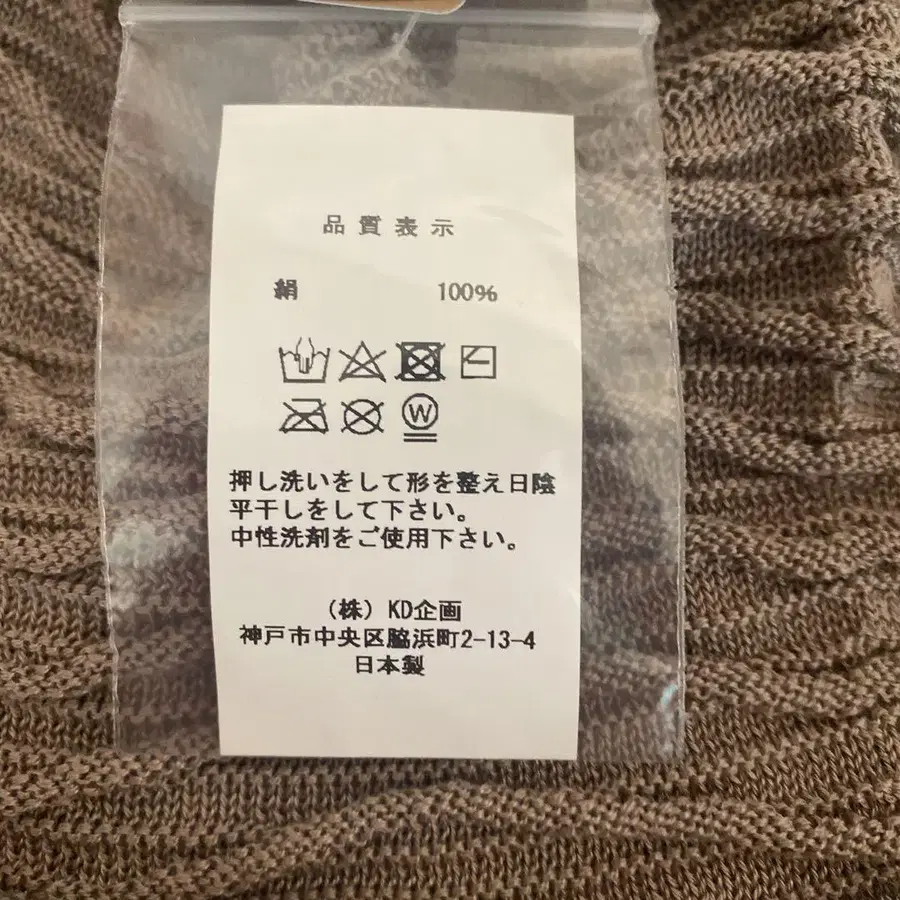 品質表示
絹 100%
W
押し洗いをして形を整え日陰
平干しをして下さい。
中性洗剤をご使用下さい。
（株）KD企画
神戸市中央区脇浜町2-13-4
日本製